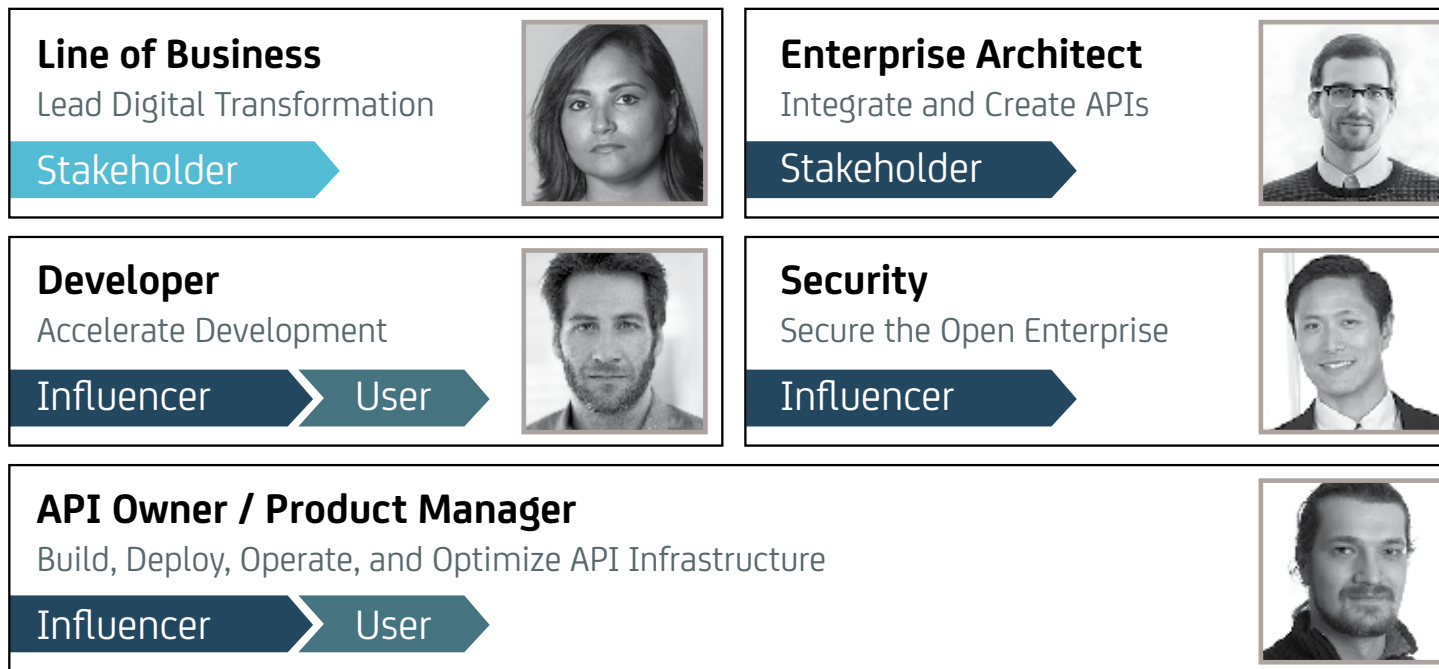 Line of Business
Lead Digital Transformation
Stakeholder
Enterprise Architect
Integrate and Create APIs
Stakeholder
Developer
Accelerate Development
Influencer User
Security
Secure the Open Enterprise
Influencer
API Owner / Product Manager
Build, Deploy, Operate, and Optimize API Infrastructure
Influencer User